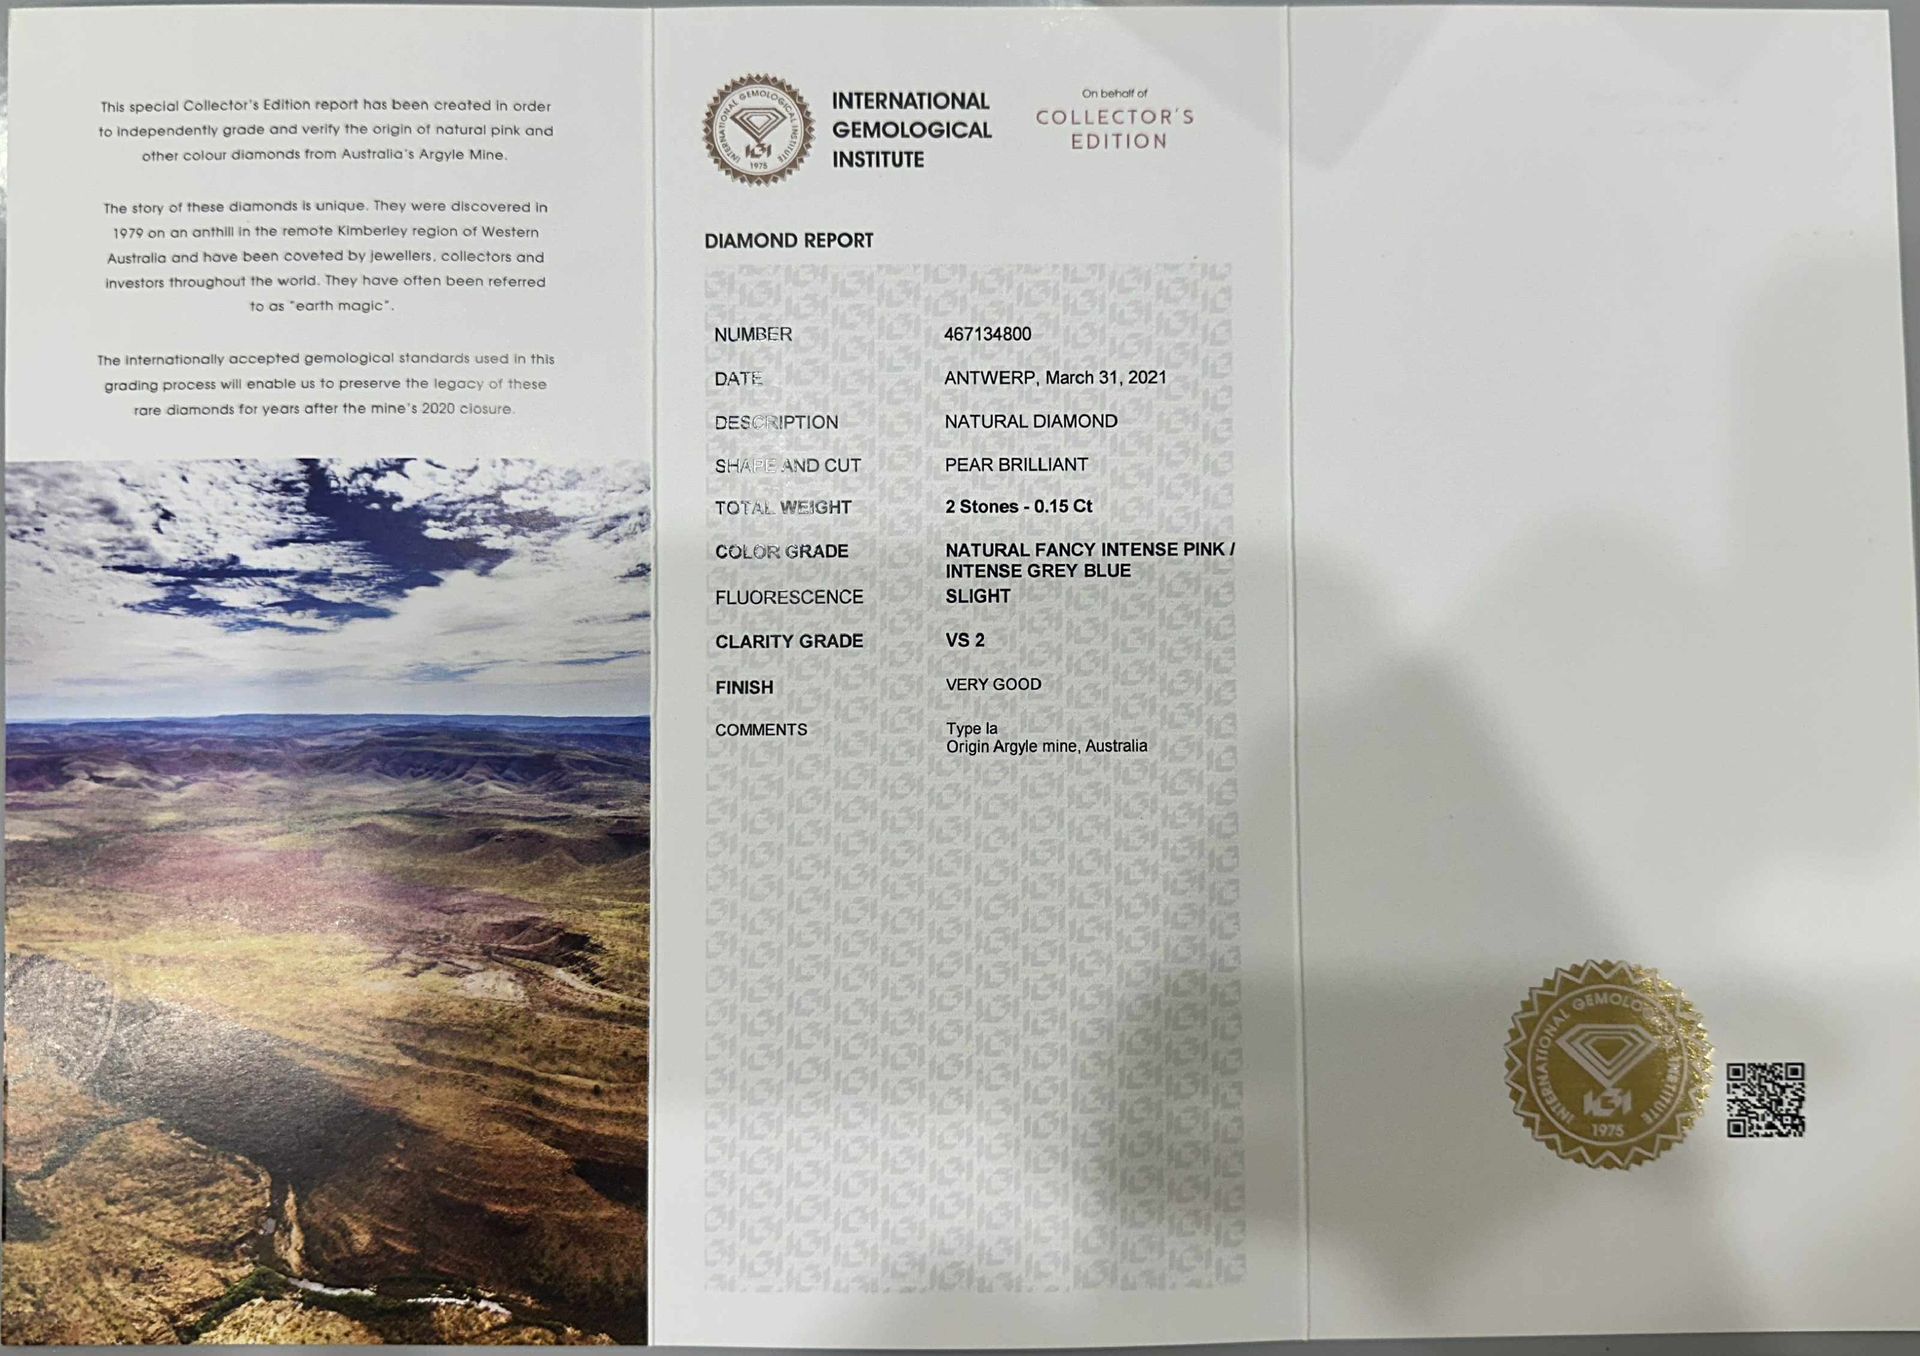 This special Collector's Edition report has been created in order
to independently grade and verify the origin of natural pink and
other colour diamonds from Australia's Argyle Mine.
The story of these diamonds is unique. They were discovered in
1979 on an anthill in the remote Kimberley region of Western
Australia and have been coveted by jewellers, collectors and
investors throughout the world. They have often been referred
to as "earth magic".
The internationally accepted gemological standards used in this
grading process will enable us to preserve the legacy of these
rare diamonds for years after the mine's 2020 closure.
INTERNATIONAL GEMOLOGICAL INSTITUTE
IGI
1975
INTERNATIONAL
GEMOLOGICAL
INSTITUTE
On behalf of
COLLECTOR'S
EDITION
DIAMOND REPORT
NUMBER 467134800
DATE ANTWERP, March 31, 2021
DESCRIPTION NATURAL DIAMOND
SHAPE AND CUT PEAR BRILLIANT
TOTAL WEIGHT 2 Stones - 0.15 Ct
COLOR GRADE NATURAL FANCY INTENSE PINK /
INTENSE GREY BLUE
FLUORESCENCE SLIGHT
CLARITY GRADE VS 2
FINISH VERY GOOD
COMMENTS Type Ia
Origin Argyle mine, Australia
INTERNATIONAL GEMOLOGICAL INSTITUTE
IGI
1975